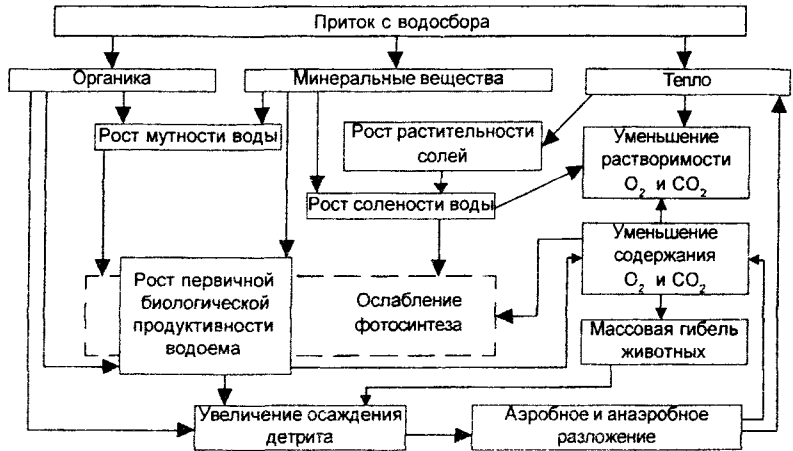 Приток с водосбора
Органика
Минеральные вещества
Тепло
Рост мутности воды
Рост растительности
солей
Уменьшение
растворимости
O₂ и CO₂
Рост солености воды
Уменьшение
содержания
O₂ и CO₂
Рост первичной
биологической
продуктивности
водоема
Ослабление
фотосинтеза
Массовая гибель
животных
Увеличение осаждения
детрита
Аэробное и анаэробное
разложение